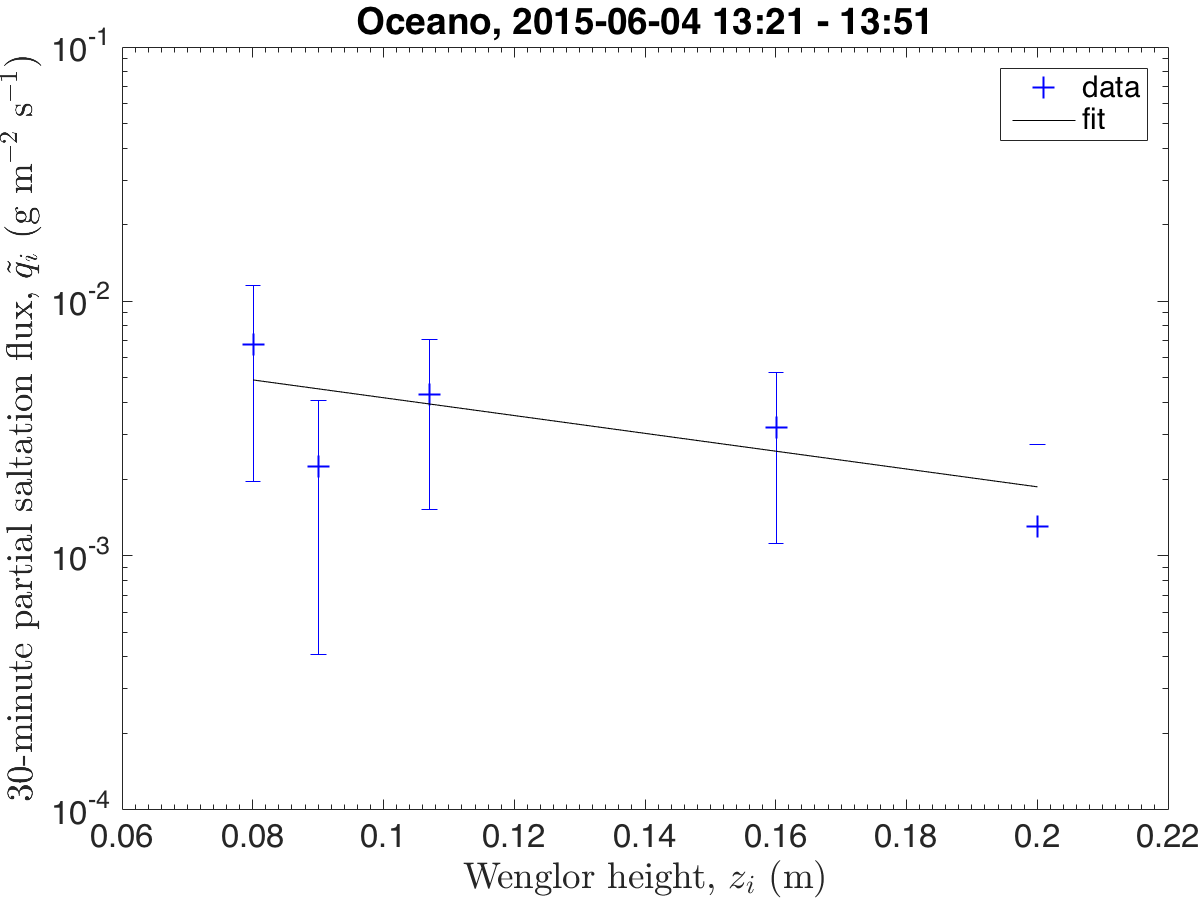 Oceano, 2015-06-04 13:21 - 13:51
data
fit
30-minute partial saltation flux, q̃ᵢ (g m⁻² s⁻¹)
10⁻¹
10⁻²
10⁻³
10⁻⁴
0.06 0.08 0.1 0.12 0.14 0.16 0.18 0.2 0.22
Wenglor height, zᵢ (m)